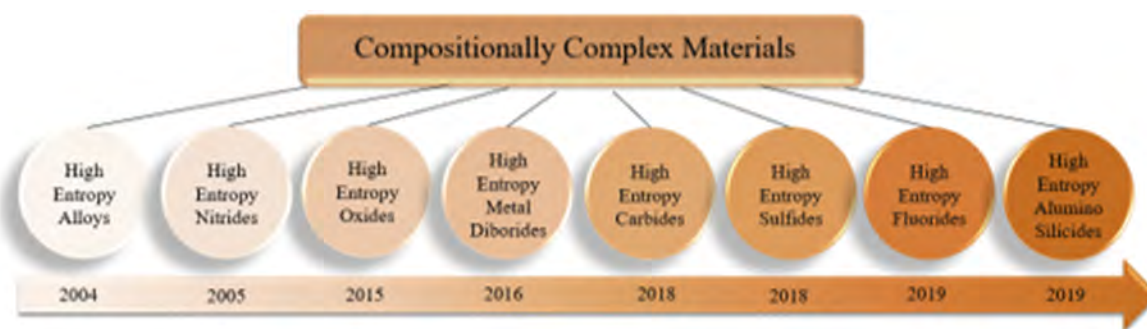 Compositionally Complex Materials
High
Entropy
Alloys
High
Entropy
Nitrides
High
Entropy
Oxides
High
Entropy
Metal
Diborides
High
Entropy
Carbides
High
Entropy
Sulfides
High
Entropy
Fluorides
High
Entropy
Alumino
Silicides
2004 2005 2015 2016 2018 2018 2019 2019